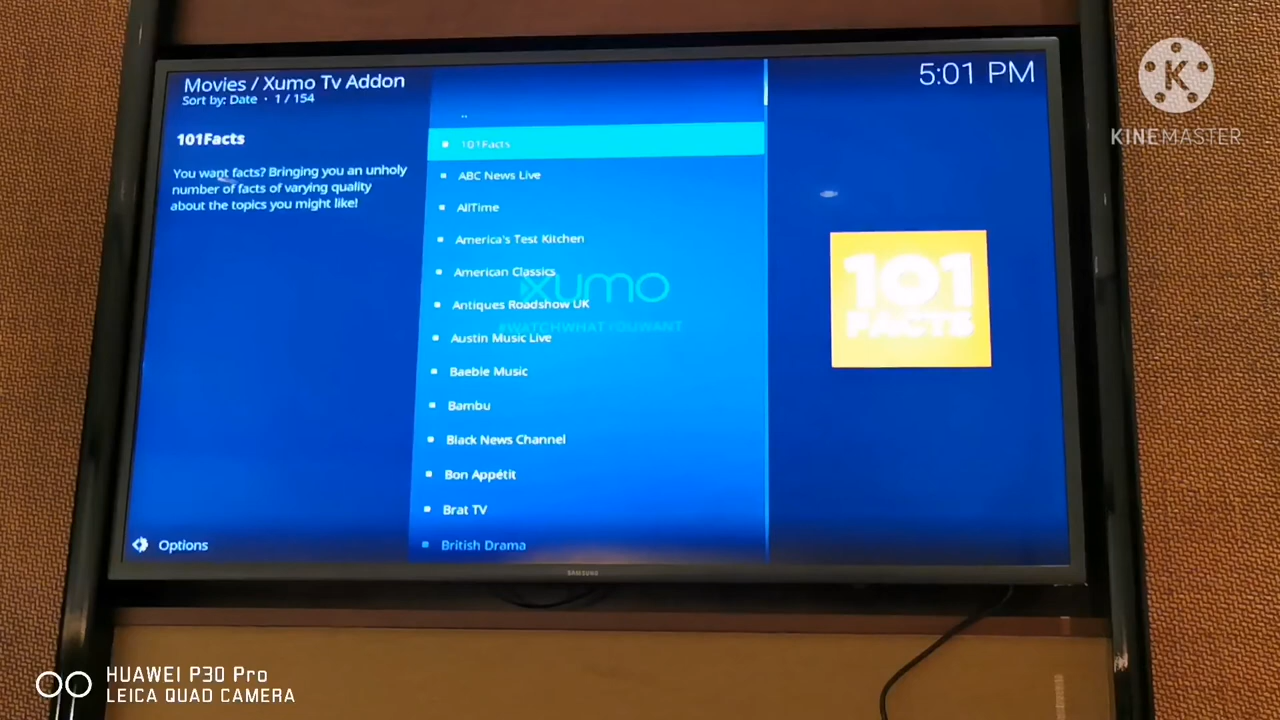 Movies / Xumo Tv Addon
Sort by: Date · 1 / 154
5:01 PM
KINEMASTER
101Facts
You want facts? Bringing you an unholy
number of facts of varying quality
about the topics you might like!
..
101Facts
ABC News Live
AllTime
America's Test Kitchen
American Classics
xumo
Antiques Roadshow UK
#WATCHWHATYOUWANT
Austin Music Live
Baeble Music
Bambu
Black News Channel
Bon Appétit
Brat TV
British Drama
101
FACTS
Options
SAMSUNG
HUAWEI P30 Pro
LEICA QUAD CAMERA